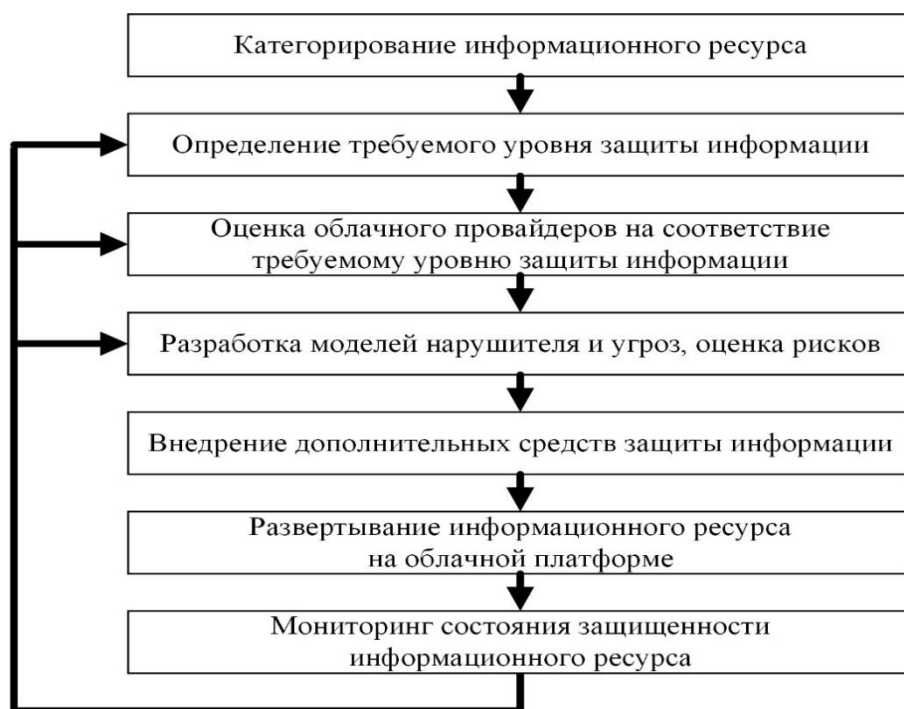 Категорирование информационного ресурса
Определение требуемого уровня защиты информации
Оценка облачного провайдеров на соответствие
требуемому уровню защиты информации
Разработка моделей нарушителя и угроз, оценка рисков
Внедрение дополнительных средств защиты информации
Развертывание информационного ресурса
на облачной платформе
Мониторинг состояния защищенности
информационного ресурса